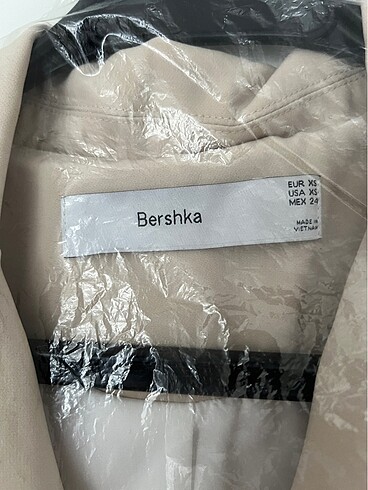 Bershka
EUR XS
USA XS
MEX 24
MADE IN
VIETNAM